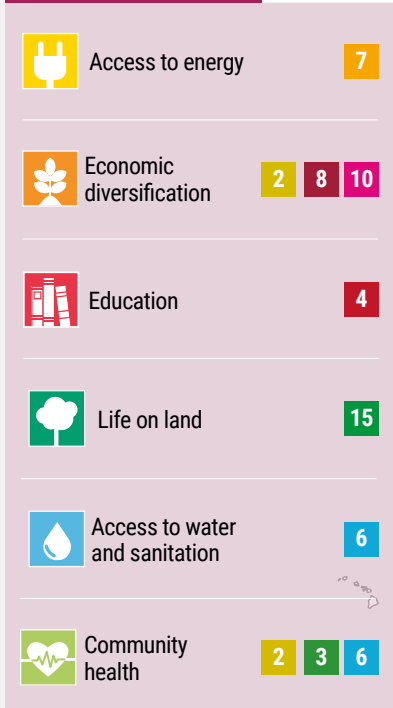 Access to energy 7
Economic
diversification 2 8 10
Education 4
Life on land 15
Access to water
and sanitation 6
Community
health 2 3 6